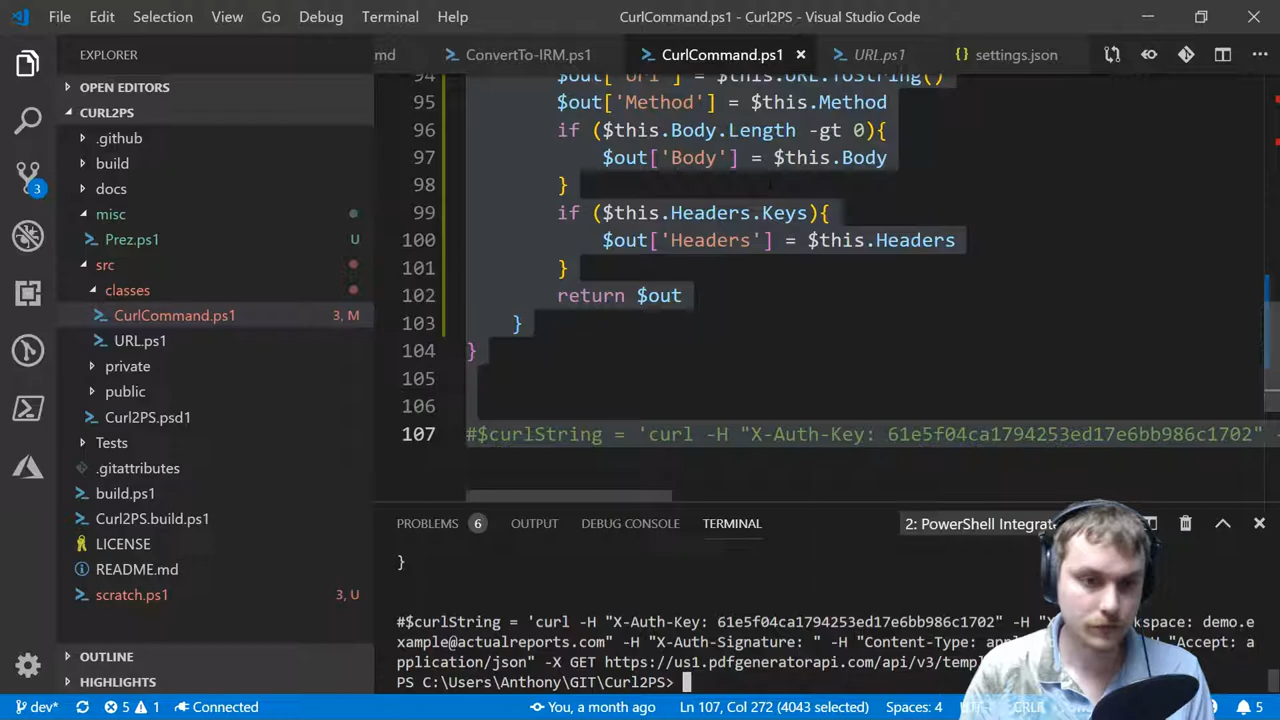 File Edit Selection View Go Debug Terminal Help CurlCommand.ps1 - Curl2PS - Visual Studio Code
EXPLORER
md ConvertTo-IRM.ps1 CurlCommand.ps1 URL.ps1 settings.json
OPEN EDITORS
CURL2PS
.github
build
docs
misc
Prez.ps1 U
src
classes
CurlCommand.ps1 3, M
URL.ps1
private
public
Curl2PS.psd1
Tests
.gitattributes
build.ps1
Curl2PS.build.ps1
LICENSE
README.md
scratch.ps1 3, U
OUTLINE
HIGHLIGHTS
3
94 $out['Uri'] = $this.URL.ToString()
95 $out['Method'] = $this.Method
96 if ($this.Body.Length -gt 0){
97 $out['Body'] = $this.Body
98 }
99 if ($this.Headers.Keys){
100 $out['Headers'] = $this.Headers
101 }
102 return $out
103 }
104 }
105
106
107 #$curlString = 'curl -H "X-Auth-Key: 61e5f04ca1794253ed17e6bb986c1702"
PROBLEMS 6 OUTPUT DEBUG CONSOLE TERMINAL 2: PowerShell Integrat
}
#$curlString = 'curl -H "X-Auth-Key: 61e5f04ca1794253ed17e6bb986c1702" -H "X kspace: demo.e
xample@actualreports.com" -H "X-Auth-Signature: " -H "Content-Type: app "Accept:
application/json" -X GET https://us1.pdfgeneratorapi.com/api/v3/temp
PS C:\Users\Anthony\GIT\Curl2PS>
dev* 5 1 Connected You, a month ago Ln 107, Col 272 (4043 selected) Spaces: 4 CRLF 5